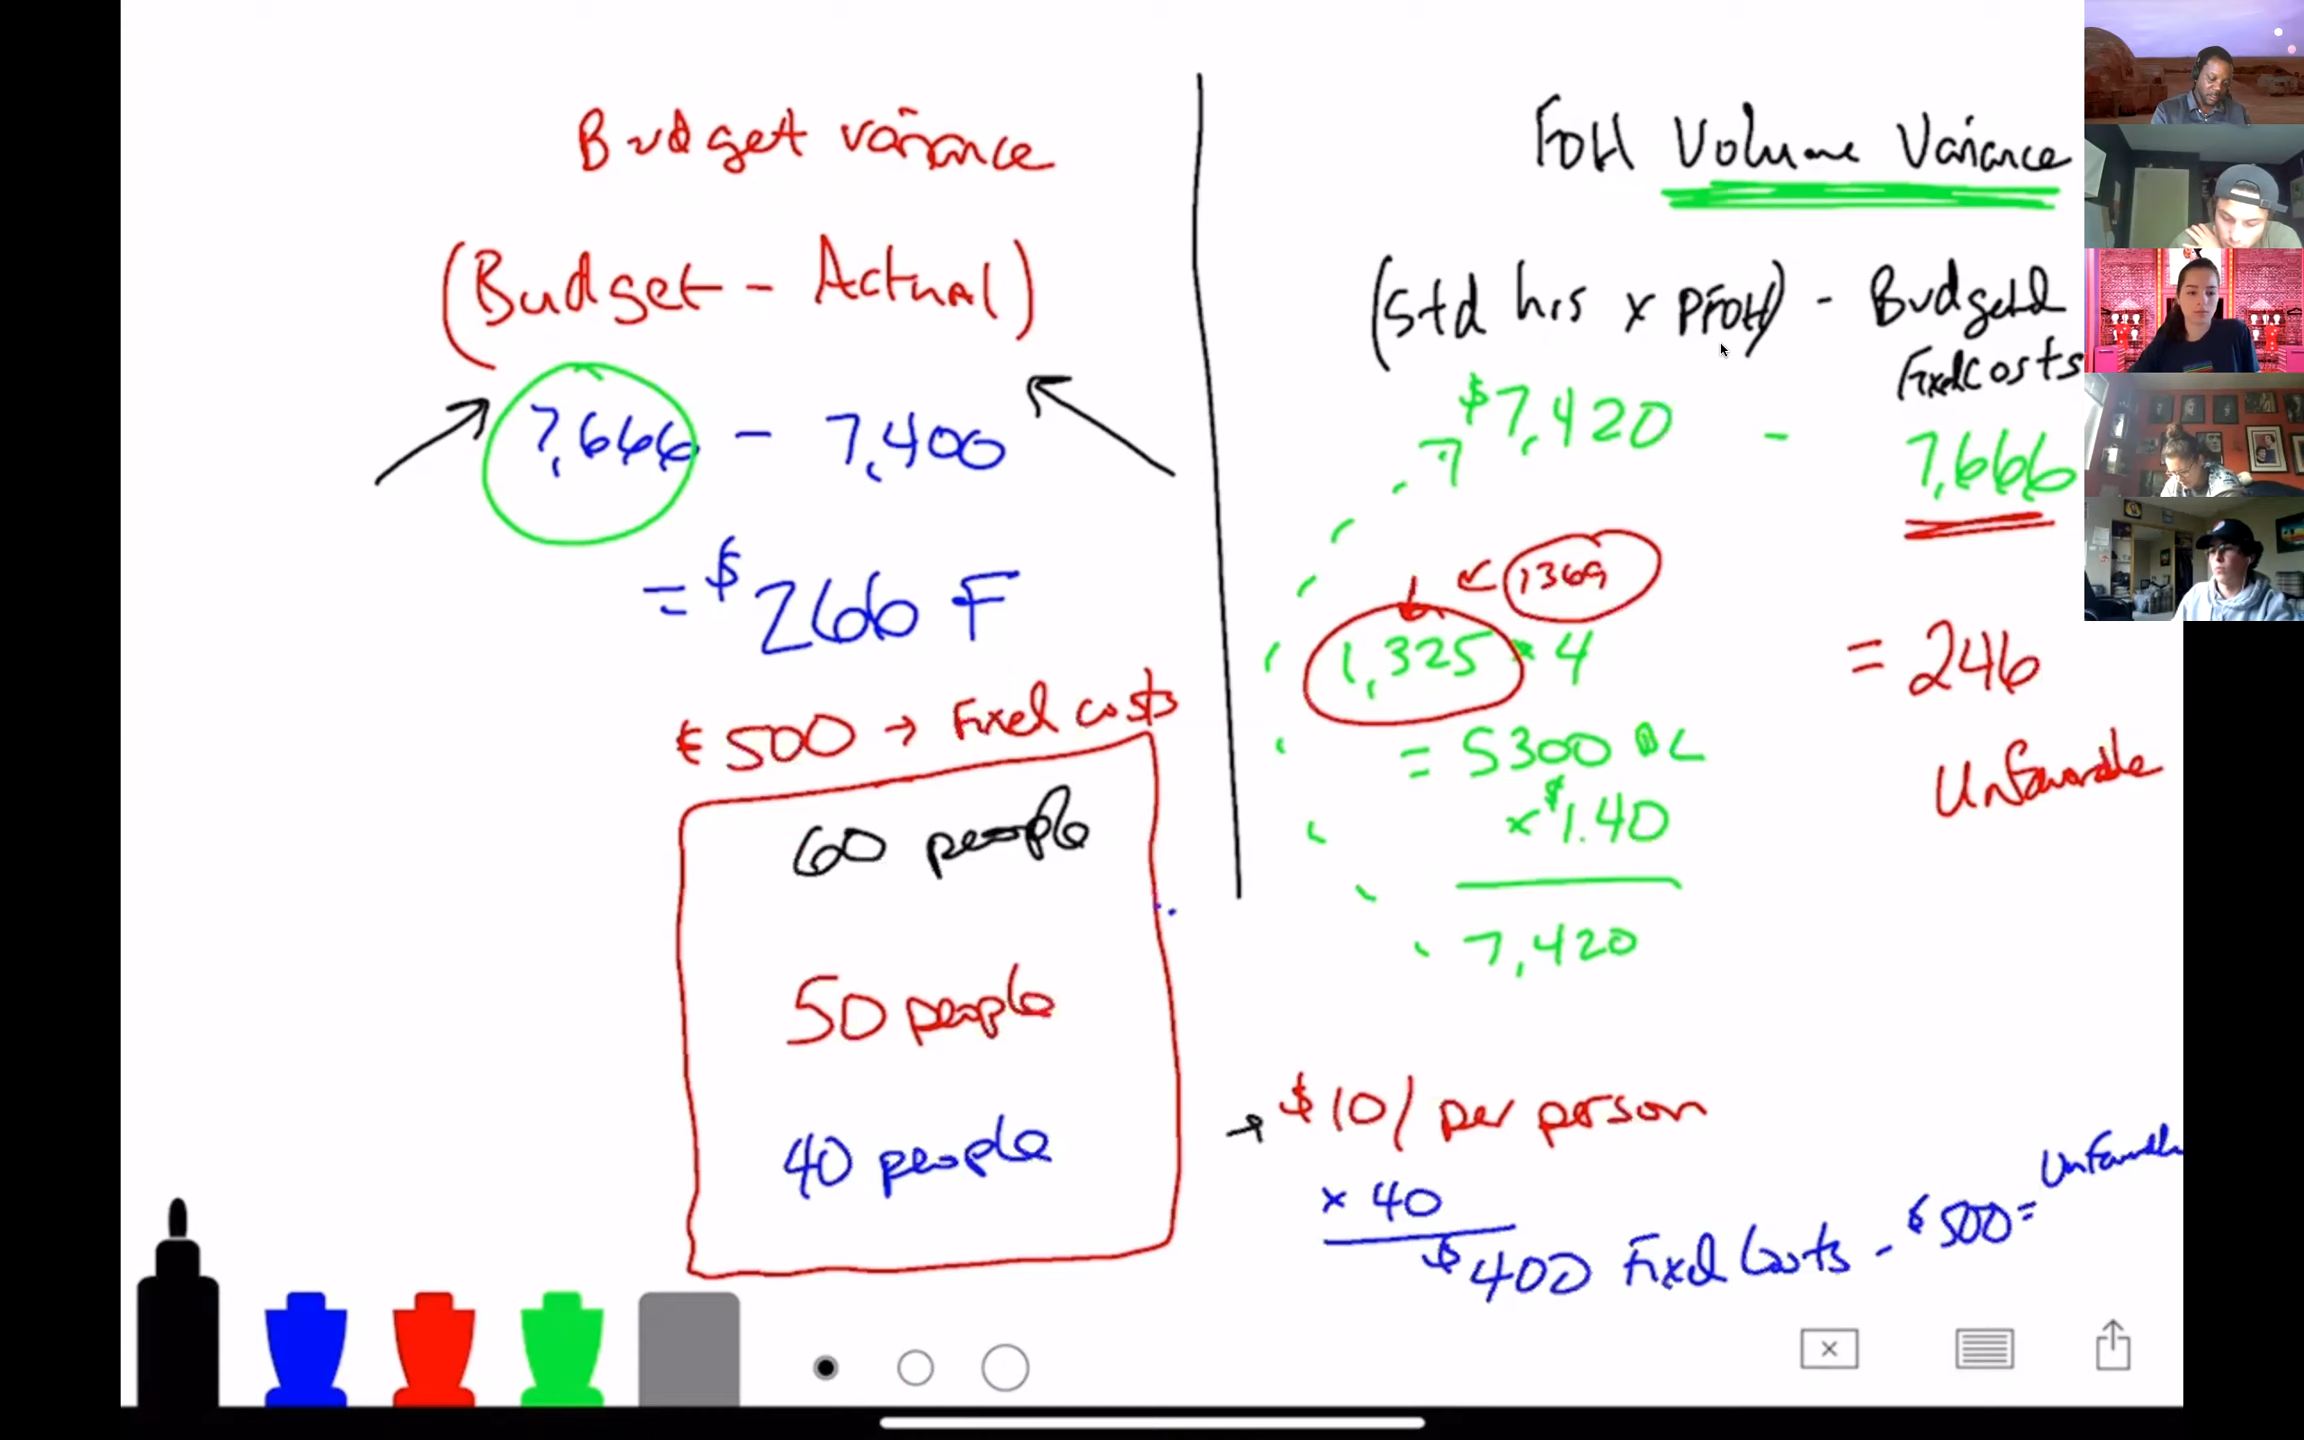 Budget variance
(Budget - Actual)
7,666 - 7,400
= $266 F
$500 → Fixed costs
60 people
50 people
40 people
FOH Volume Variance
(Std hrs x PFOH) - Budgeted
Fixed costs
$7,420 - 7,666
1369
1,325 x 4
= 5300 DL
x $1.40
7,420
= 246
Unfavorable
→ $10 / per person
x 40
$400 Fixed Costs - $500 =